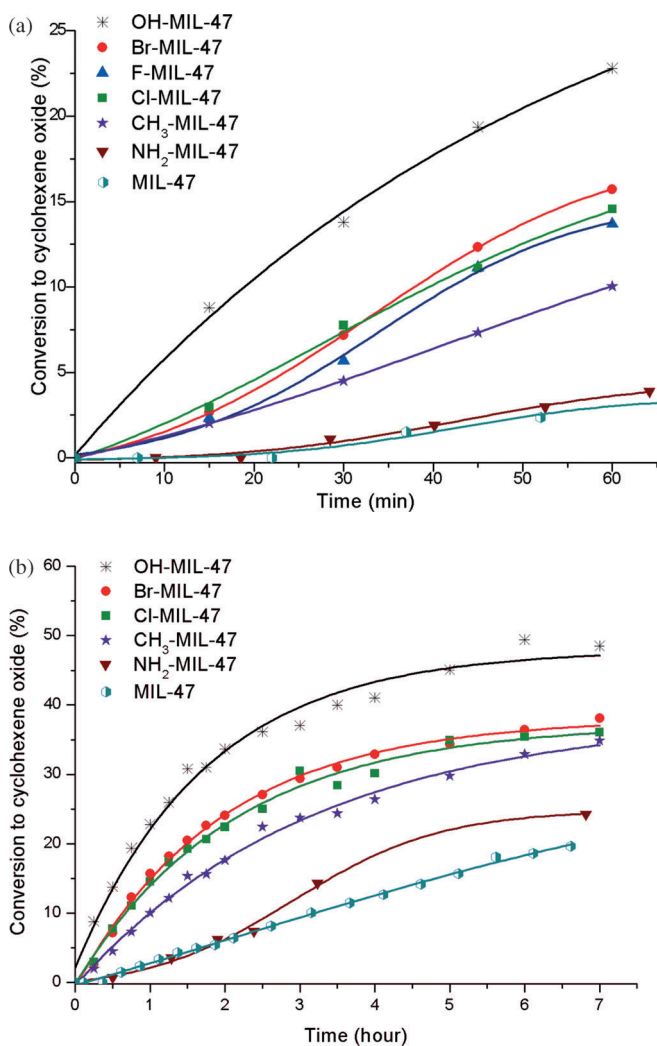 (a)
OH-MIL-47
Br-MIL-47
F-MIL-47
Cl-MIL-47
CH3-MIL-47
NH2-MIL-47
MIL-47
Conversion to cyclohexene oxide (%)
25
20
15
10
5
0
0 10 20 30 40 50 60
Time (min)
(b)
OH-MIL-47
Br-MIL-47
Cl-MIL-47
CH3-MIL-47
NH2-MIL-47
MIL-47
Conversion to cyclohexene oxide (%)
60
50
40
30
20
10
0
0 1 2 3 4 5 6 7
Time (hour)